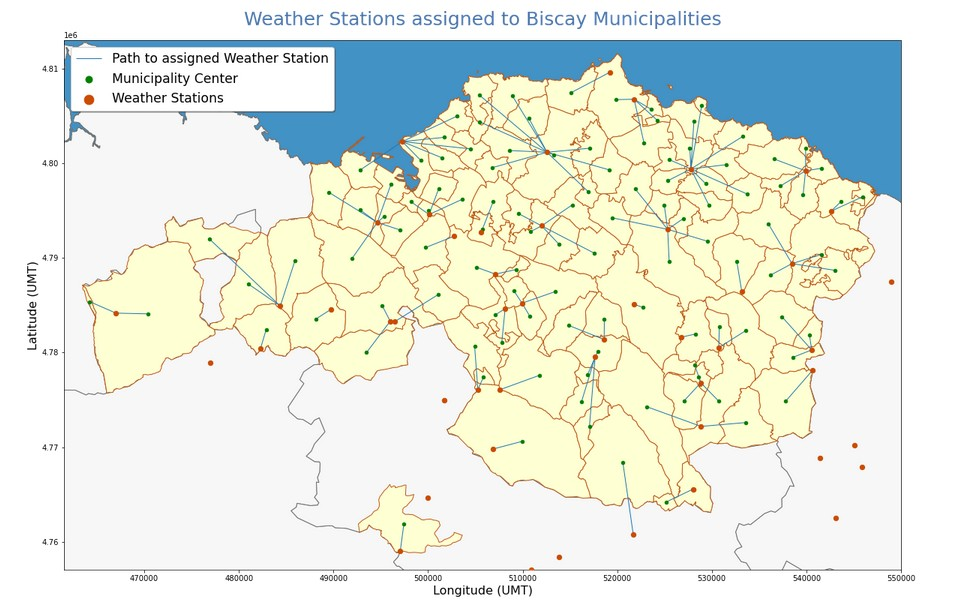 Weather Stations assigned to Biscay Municipalities
1e6
Path to assigned Weather Station
Municipality Center
Weather Stations
4.81
4.80
4.79
4.78
4.77
4.76
Latitude (UMT)
470000 480000 490000 500000 510000 520000 530000 540000 550000
Longitude (UMT)